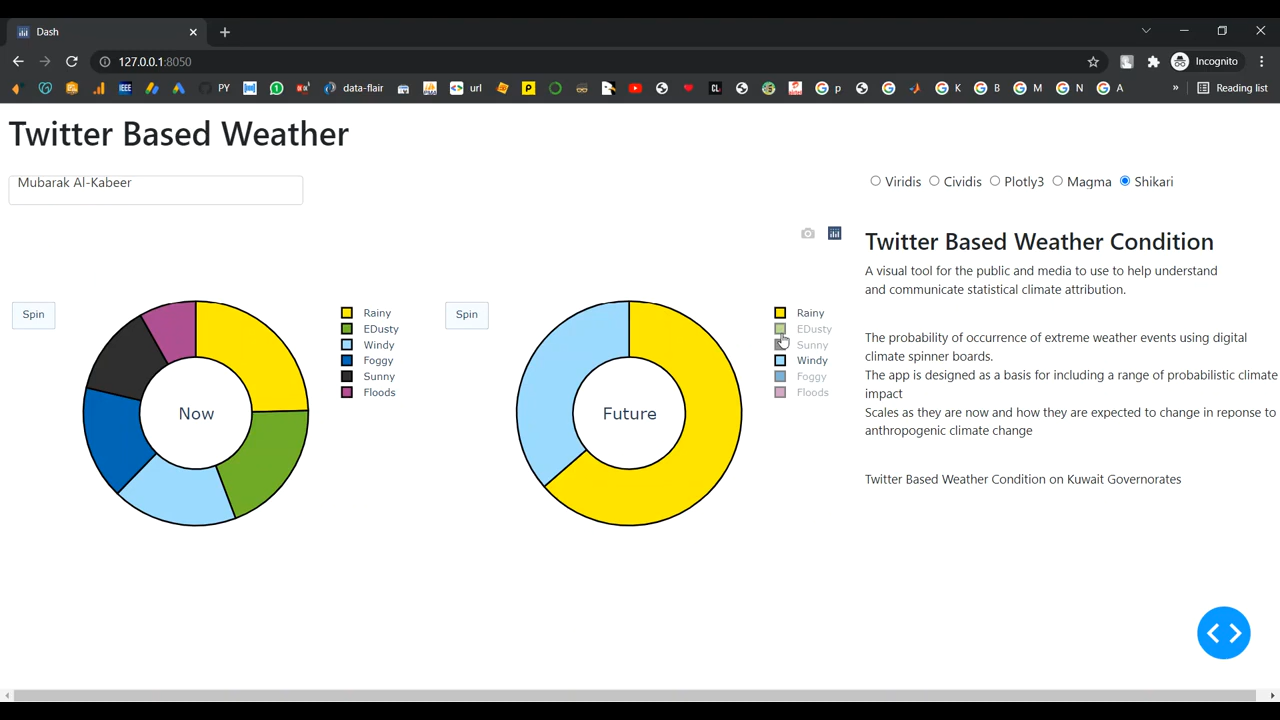 Dash
127.0.0.1:8050
Incognito
PY
data-flair
url
p
K
B
M
N
A
»
Reading list
Twitter Based Weather
Mubarak Al-Kabeer
Viridis
Cividis
Plotly3
Magma
Shikari
Spin
Now
Rainy
EDusty
Windy
Foggy
Sunny
Floods
Spin
Future
Rainy
EDusty
Sunny
Windy
Foggy
Floods
Twitter Based Weather Condition
A visual tool for the public and media to use to help understand
and communicate statistical climate attribution.
The probability of occurrence of extreme weather events using digital
climate spinner boards.
The app is designed as a basis for including a range of probabilistic climate
impact
Scales as they are now and how they are expected to change in reponse to
anthropogenic climate change
Twitter Based Weather Condition on Kuwait Governorates